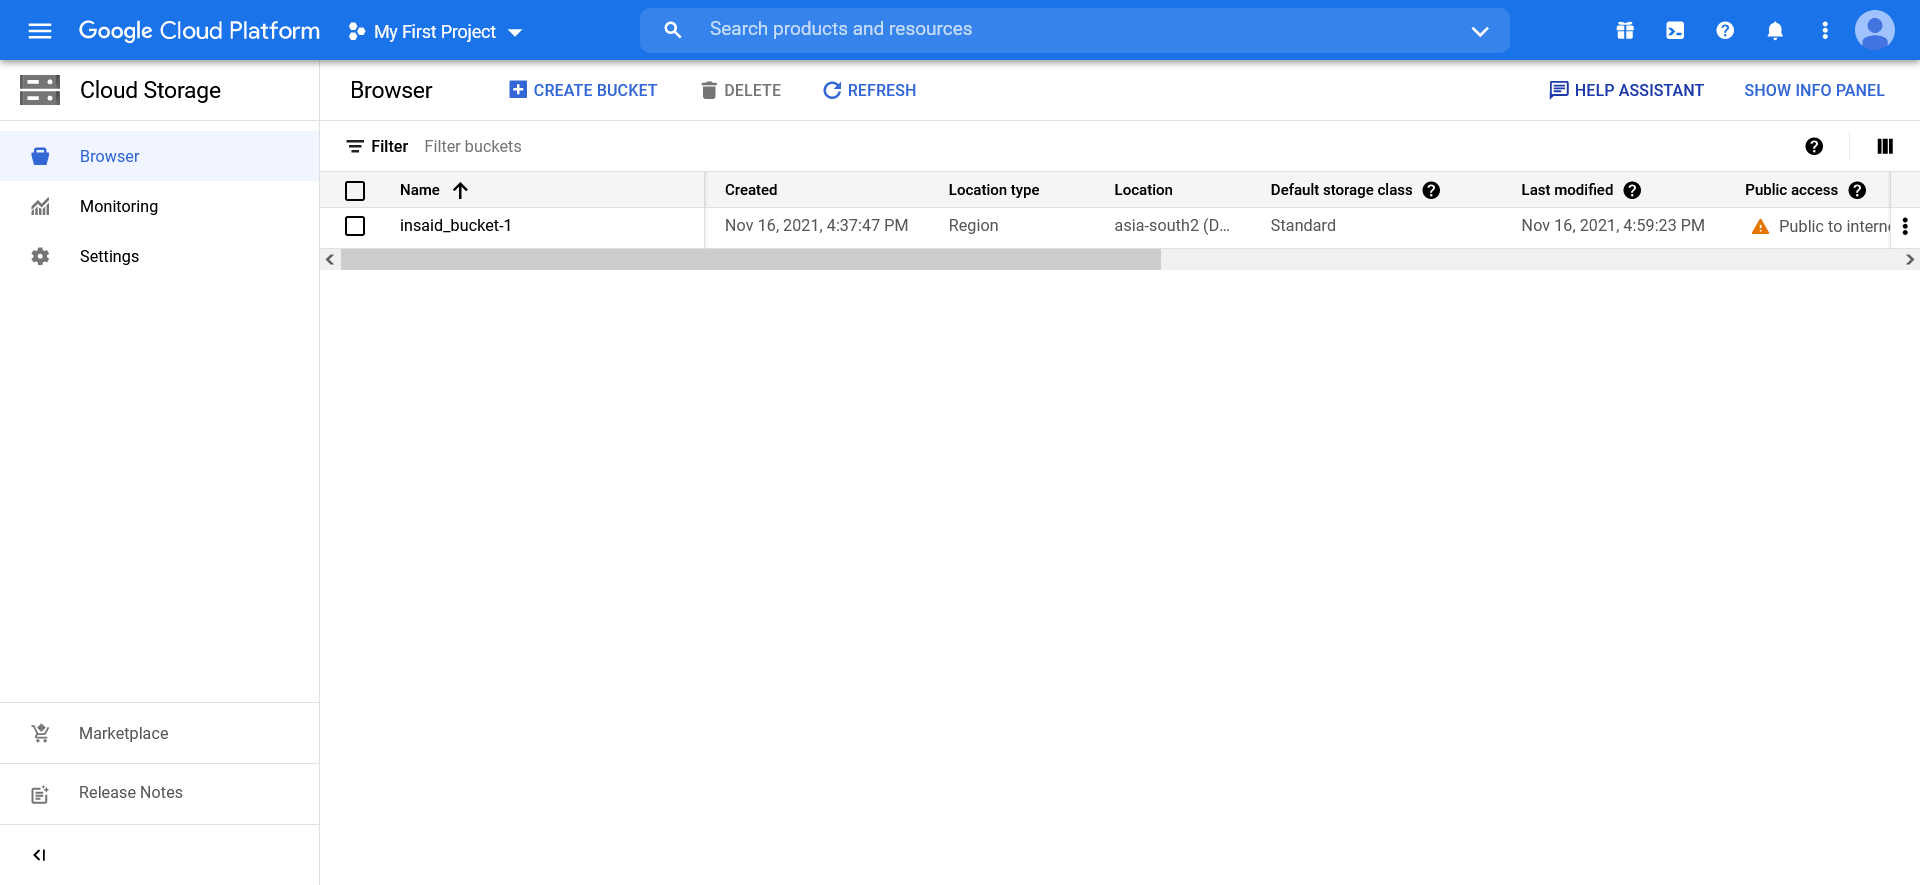 Google Cloud Platform
My First Project
Search products and resources
Cloud Storage
Browser
CREATE BUCKET
DELETE
REFRESH
HELP ASSISTANT
SHOW INFO PANEL
Browser
Monitoring
Settings
Marketplace
Release Notes
Filter Filter buckets
Name Created Location type Location Default storage class Last modified Public access
insaid_bucket-1 Nov 16, 2021, 4:37:47 PM Region asia-south2 (D... Standard Nov 16, 2021, 4:59:23 PM Public to intern